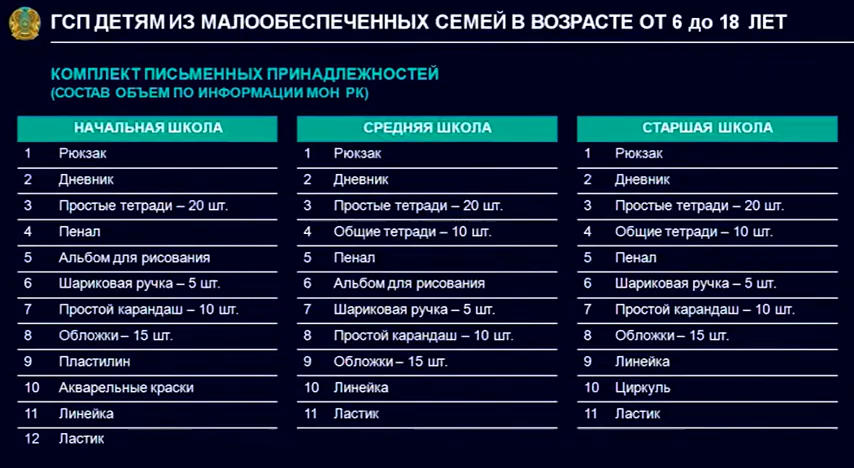 ГСП ДЕТЯМ ИЗ МАЛООБЕСПЕЧЕННЫХ СЕМЕЙ В ВОЗРАСТЕ ОТ 6 до 18 ЛЕТ
КОМПЛЕКТ ПИСЬМЕННЫХ ПРИНАДЛЕЖНОСТЕЙ
(СОСТАВ ОБЪЕМ ПО ИНФОРМАЦИИ МОН РК)
НАЧАЛЬНАЯ ШКОЛА
1 Рюкзак
2 Дневник
3 Простые тетради – 20 шт.
4 Пенал
5 Альбом для рисования
6 Шариковая ручка – 5 шт.
7 Простой карандаш – 10 шт.
8 Обложки – 15 шт.
9 Пластилин
10 Акварельные краски
11 Линейка
12 Ластик
СРЕДНЯЯ ШКОЛА
1 Рюкзак
2 Дневник
3 Простые тетради – 20 шт.
4 Общие тетради – 10 шт.
5 Пенал
6 Альбом для рисования
7 Шариковая ручка – 5 шт.
8 Простой карандаш – 10 шт.
9 Обложки – 15 шт.
10 Линейка
11 Ластик
СТАРШАЯ ШКОЛА
1 Рюкзак
2 Дневник
3 Простые тетради – 20 шт.
4 Общие тетради – 10 шт.
5 Пенал
6 Шариковая ручка – 5 шт.
7 Простой карандаш – 10 шт.
8 Обложки – 15 шт.
9 Линейка
10 Циркуль
11 Ластик